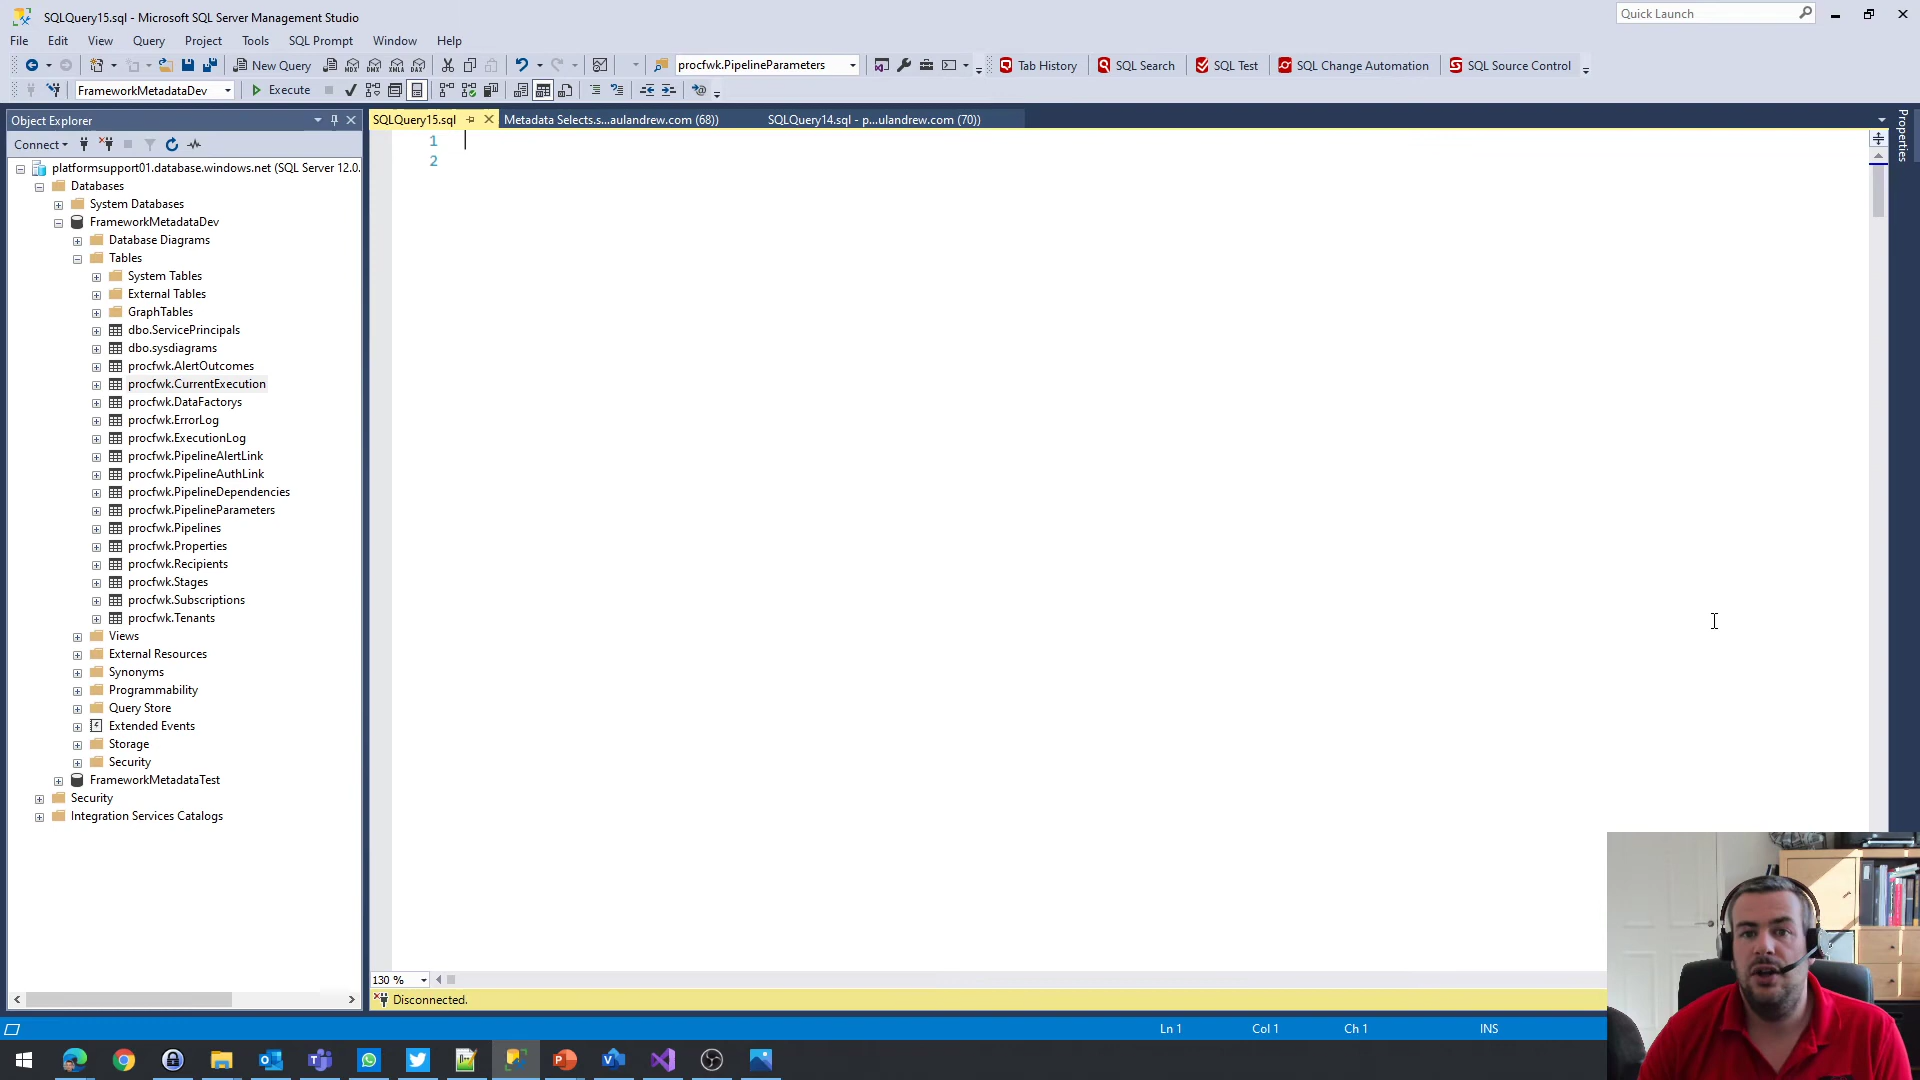 SQLQuery15.sql - Microsoft SQL Server Management Studio
Quick Launch
File Edit View Query Project Tools SQL Prompt Window Help
New Query
MDX DMX XMLA DAX
procfwk.PipelineParameters
Tab History
SQL Search
SQL Test
SQL Change Automation
SQL Source Control
FrameworkMetadataDev
Execute
Object Explorer
SQLQuery15.sql
Metadata Selects.s...aulandrew.com (68))
SQLQuery14.sql - p...ulandrew.com (70))
Properties
Connect
1
2
platformsupport01.database.windows.net (SQL Server 12.0.
Databases
System Databases
FrameworkMetadataDev
Database Diagrams
Tables
System Tables
External Tables
GraphTables
dbo.ServicePrincipals
dbo.sysdiagrams
procfwk.AlertOutcomes
procfwk.CurrentExecution
procfwk.DataFactorys
procfwk.ErrorLog
procfwk.ExecutionLog
procfwk.PipelineAlertLink
procfwk.PipelineAuthLink
procfwk.PipelineDependencies
procfwk.PipelineParameters
procfwk.Pipelines
procfwk.Properties
procfwk.Recipients
procfwk.Stages
procfwk.Subscriptions
procfwk.Tenants
Views
External Resources
Synonyms
Programmability
Query Store
Extended Events
Storage
Security
FrameworkMetadataTest
Security
Integration Services Catalogs
130 %
Disconnected.
Ln 1 Col 1 Ch 1 INS